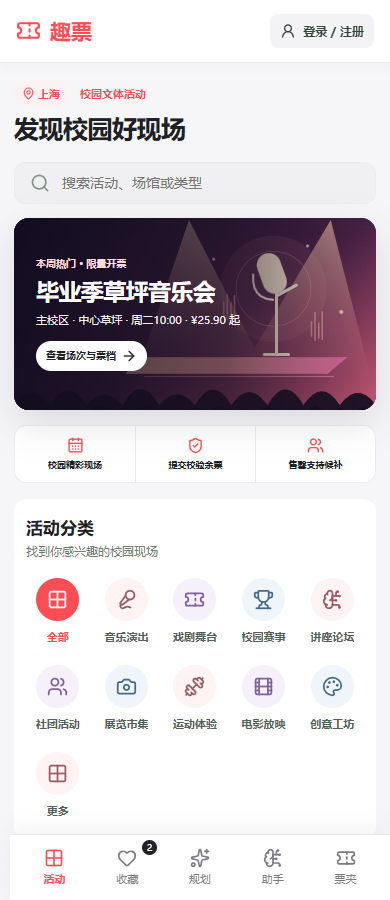 趣票
登录 / 注册
上海 校园文体活动
发现校园好现场
搜索活动、场馆或类型
本周热门 • 限量开票
毕业季草坪音乐会
主校区 · 中心草坪 · 周二10:00 · ¥25.90 起
查看场次与票档
校园精彩现场 提交校验余票 售罄支持候补
活动分类
找到你感兴趣的校园现场
全部 音乐演出 戏剧舞台 校园赛事 讲座论坛
社团活动 展览市集 运动体验 电影放映 创意工坊
更多
2
活动 收藏 规划 助手 票夹